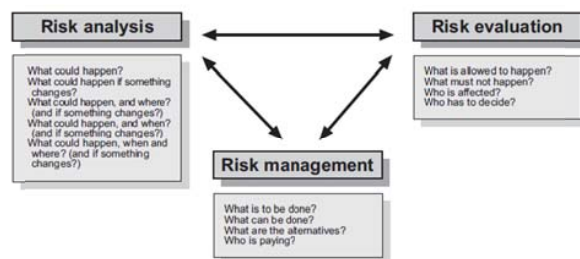 Risk analysis
What could happen?
What could happen if something
changes?
What could happen, and where?
(and if something changes?)
What could happen, and when?
(and if something changes?)
What could happen, when and
where? (and if something
changes?)
Risk evaluation
What is allowed to happen?
What must not happen?
Who is affected?
Who has to decide?
Risk management
What is to be done?
What can be done?
What are the alternatives?
Who is paying?